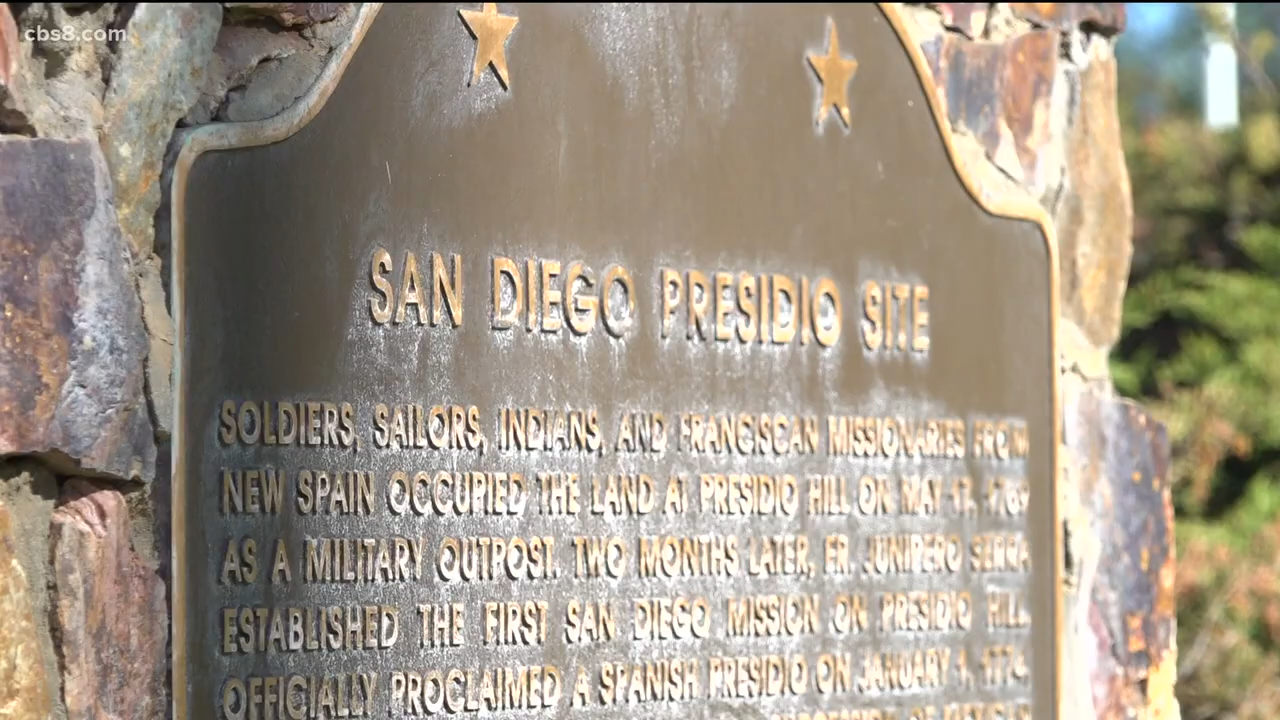 cbs8.com
SAN DIEGO PRESIDIO SITE
SOLDIERS, SAILORS, INDIANS, AND FRANCISCAN MISSIONARIES FROM
NEW SPAIN OCCUPIED THE LAND AT PRESIDIO HILL ON MAY 17, 1769
AS A MILITARY OUTPOST. TWO MONTHS LATER, FR. JUNIPERO SERRA
ESTABLISHED THE FIRST SAN DIEGO MISSION ON PRESIDIO HILL.
OFFICIALLY PROCLAIMED A SPANISH PRESIDIO ON JANUARY 1, 1774,
OF MEXICAN